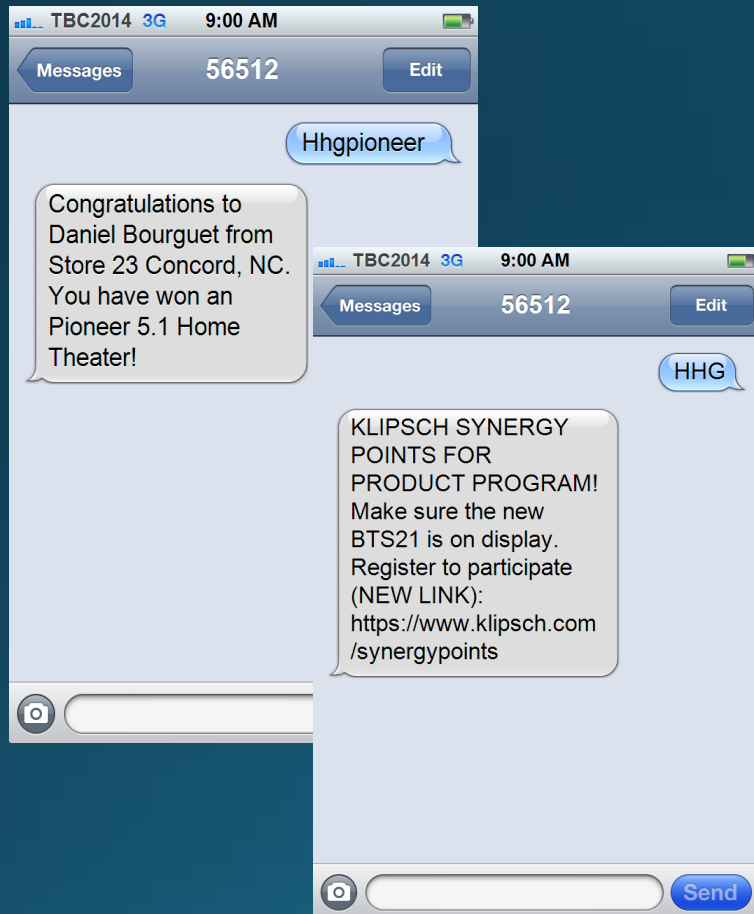 TBC2014 3G 9:00 AM
Messages 56512 Edit
Hhgpioneer
Congratulations to
Daniel Bourguet from
Store 23 Concord, NC.
You have won an
Pioneer 5.1 Home
Theater!
TBC2014 3G 9:00 AM
Messages 56512 Edit
HHG
KLIPSCH SYNERGY
POINTS FOR
PRODUCT PROGRAM!
Make sure the new
BTS21 is on display.
Register to participate
(NEW LINK):
https://www.klipsch.com
/synergypoints
Send